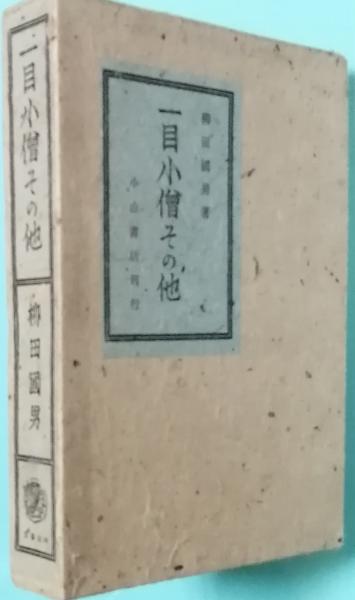 一目小僧その他
柳田國男
柳田國男著
一目小僧その他
小山書店刊行